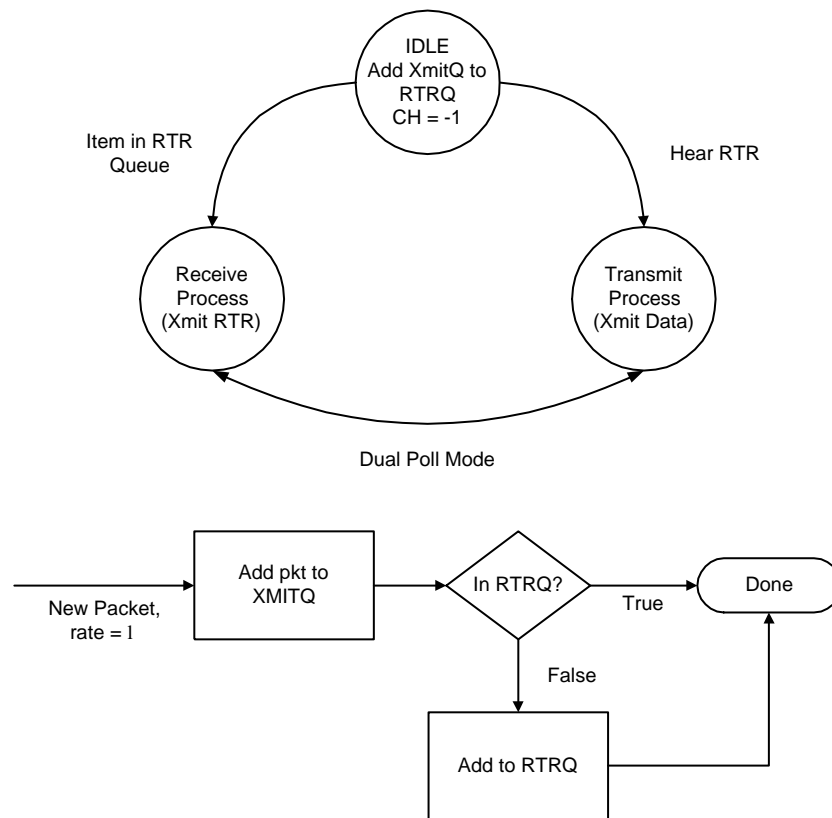 IDLE
Add XmitQ to
RTRQ
CH = -1
Item in RTR
Queue
Hear RTR
Receive
Process
(Xmit RTR)
Transmit
Process
(Xmit Data)
Dual Poll Mode
Add pkt to
XMITQ
In RTRQ?
Done
New Packet,
rate = l
True
False
Add to RTRQ